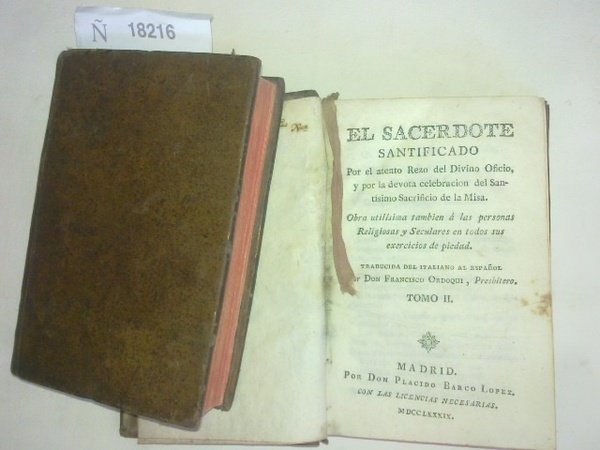 Ñ 18216
EL SACERDOTE
SANTIFICADO
Por el atento Rezo del Divino Oficio,
y por la devota celebracion del San-
tisimo Sacrificio de la Misa.
Obra utilisima tambien á las personas
Religiosas y Seculares en todos sus
exercicios de piedad.
TRADUCIDA DEL ITALIANO AL ESPAÑOL
DON FRANCISCO ORDOQUI, Presbítero.
TOMO II.
MADRID.
POR DON PLACIDO BARCO LOPEZ.
CON LAS LICENCIAS NECESARIAS.
MDCCLXXXIX.